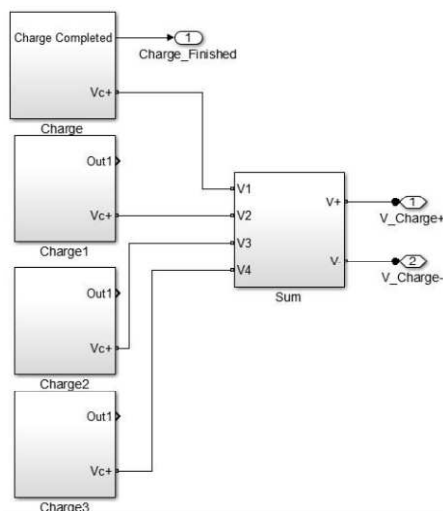 Charge Completed
1
Charge_Finished
Vc+
Charge
Out1
Vc+
Charge1
Out1
Vc+
Charge2
Out1
Vc+
Charge3
V1
V2
V3
V4
V+
V-
Sum
1
V_Charge+
2
V_Charge-